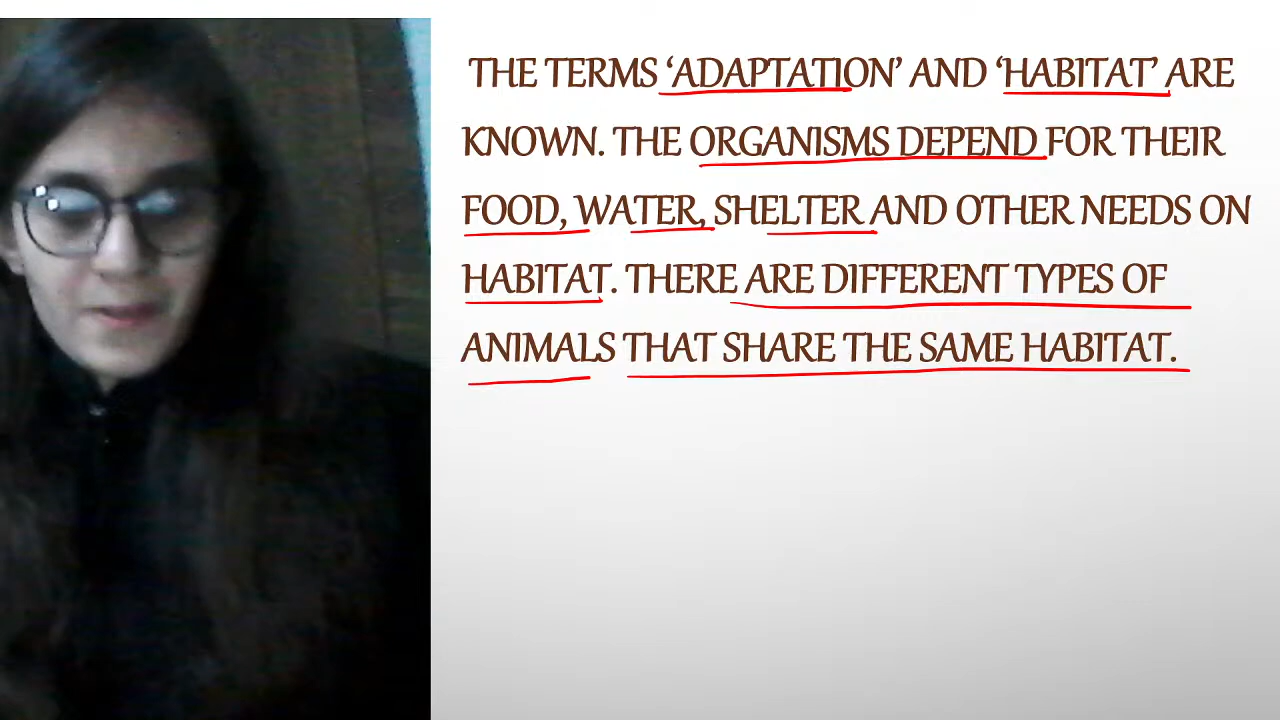 THE TERMS ‘ADAPTATION’ AND ‘HABITAT’ ARE
KNOWN. THE ORGANISMS DEPEND FOR THEIR
FOOD, WATER, SHELTER AND OTHER NEEDS ON
HABITAT. THERE ARE DIFFERENT TYPES OF
ANIMALS THAT SHARE THE SAME HABITAT.